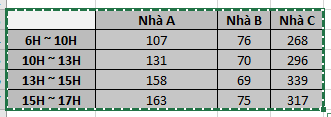 Nhà A Nhà B Nhà C
6H ~ 10H 107 76 268
10H ~ 13H 131 70 296
13H ~ 15H 158 69 339
15H ~ 17H 163 75 317